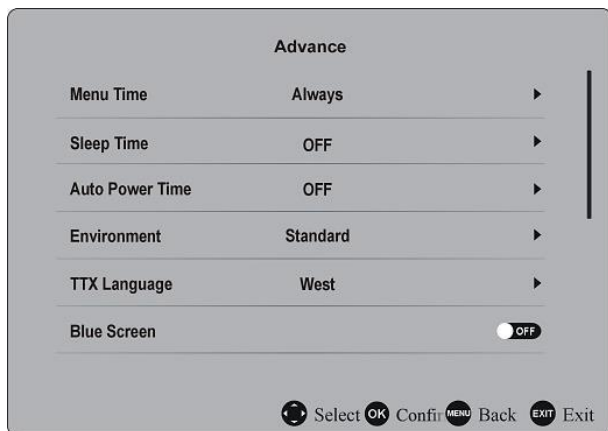 Advance
Menu Time Always
Sleep Time OFF
Auto Power Time OFF
Environment Standard
TTX Language West
Blue Screen OFF
Select OK Confir MENU Back EXIT Exit